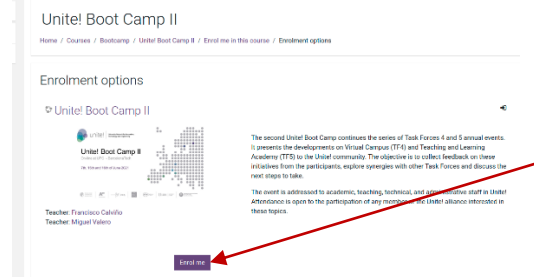 Unite! Boot Camp II
Home / Courses / Bootcamp / Unite! Boot Camp II / Enrol me in this course / Enrolment options
Enrolment options
Unite! Boot Camp II
unite!
Unite! Boot Camp II
The second Unite! Boot Camp continues the series of Task Forces 4 and 5 annual events.
It presents the developments on Virtual Campus (TF4) and Teaching and Learning
Academy (TF5) to the Unite! community. The objective is to collect feedback on these
initiatives from the participants, explore synergies with other Task Forces and discuss the
next steps to take.
The event is addressed to academic, teaching, technical, and administrative staff in Unite!
Attendance is open to the participation of any member of the Unite! alliance interested in
these topics.
Teacher: Francisco Calviño
Teacher: Miguel Valero
Enrol me